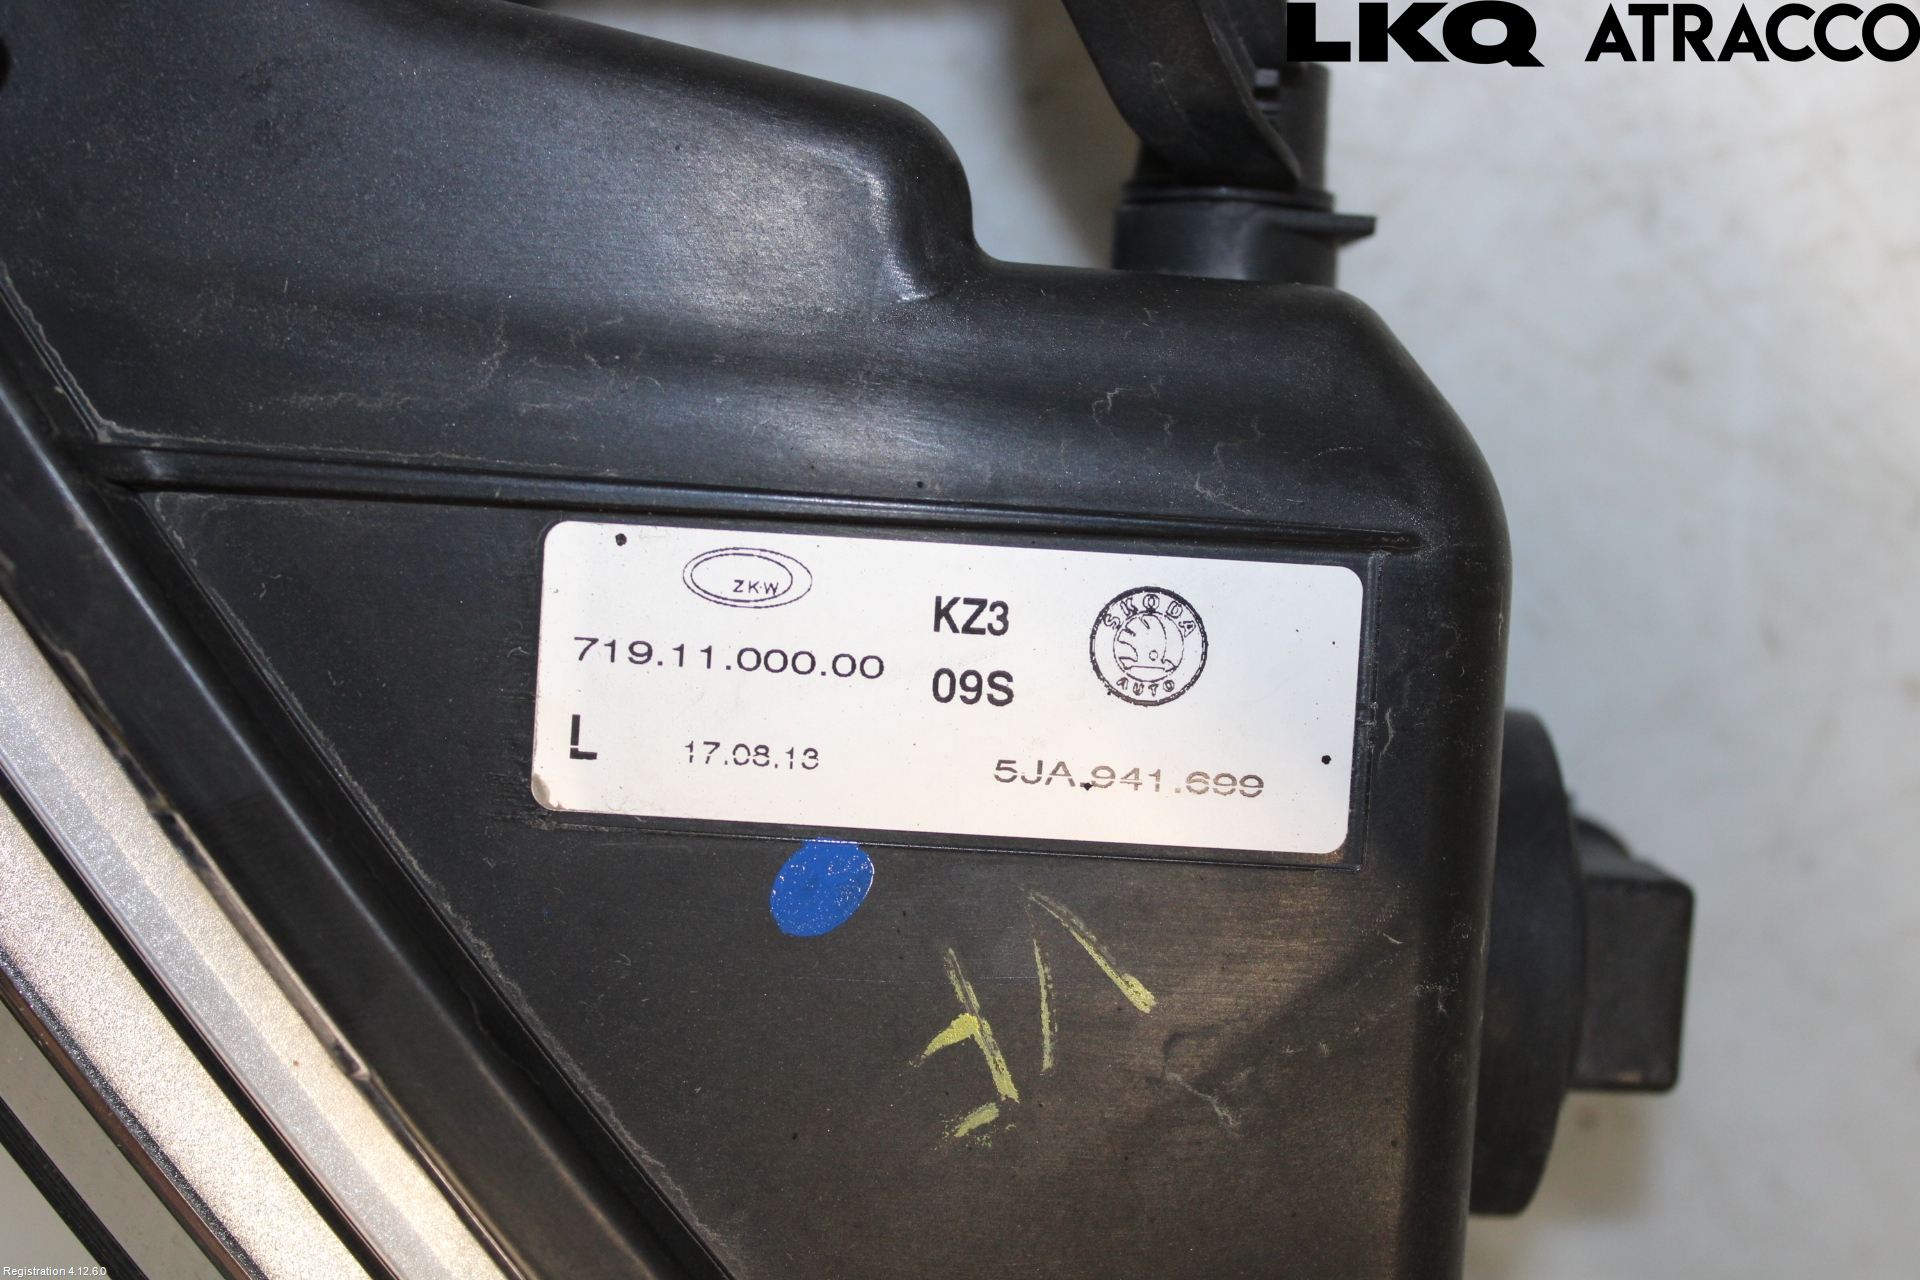 LKQ ATRACCO
ZKW
KZ3
SKODA
AUTO
719.11.000.00
09S
L
17.08.13
5JA.941.699
Registration 4.12.6.0